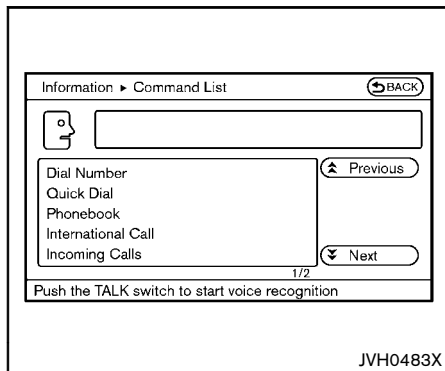 Information ▸ Command List
BACK
Dial Number
Previous
Quick Dial
Phonebook
International Call
Incoming Calls
Next
1/2
Push the TALK switch to start voice recognition
JVH0483X